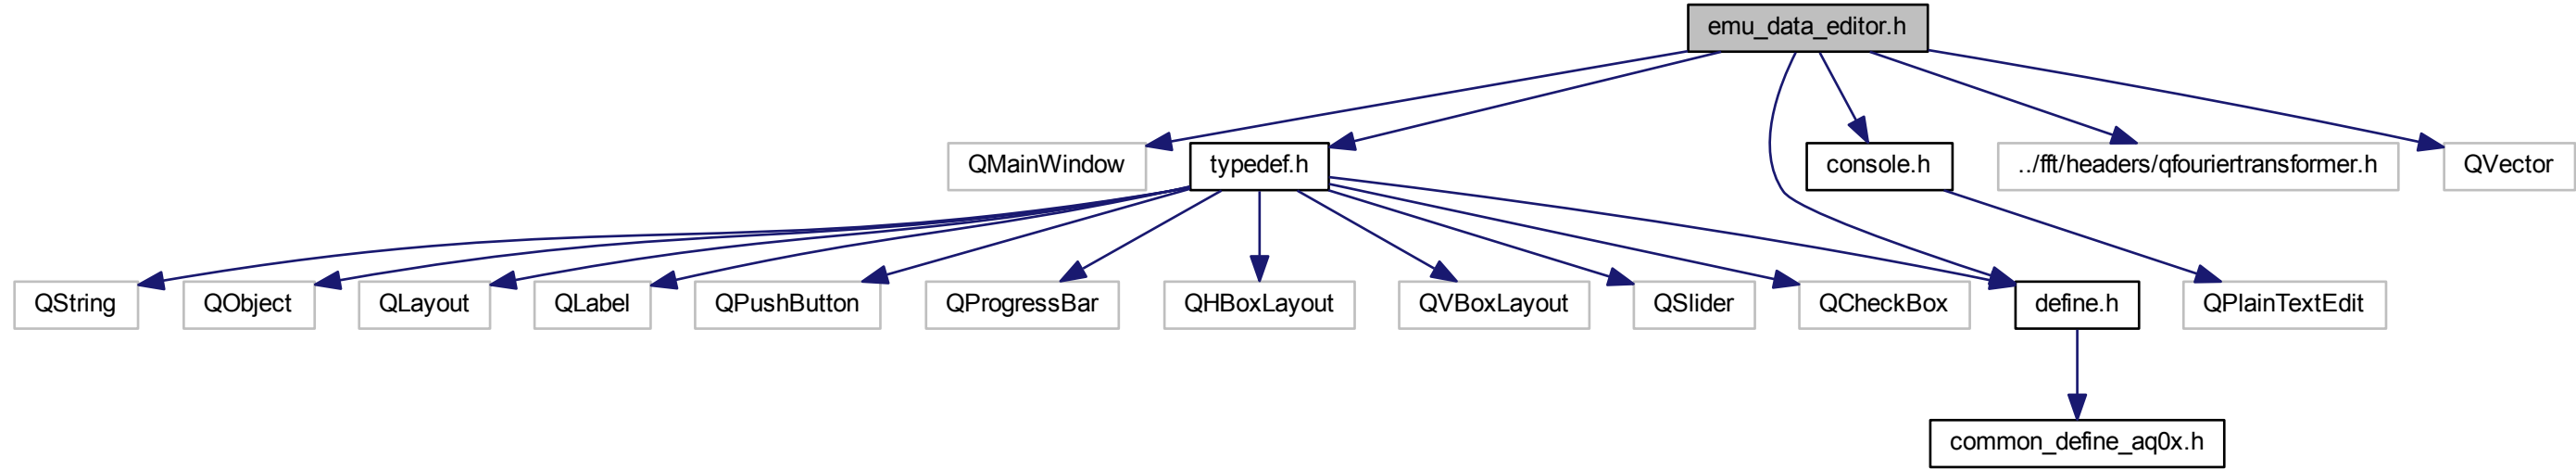 emu_data_editor.h
QMainWindow
typedef.h
console.h
../fft/headers/qfouriertransformer.h
QVector
QString
QObject
QLayout
QLabel
QPushButton
QProgressBar
QHBoxLayout
QVBoxLayout
QSlider
QCheckBox
define.h
QPlainTextEdit
common_define_aq0x.h